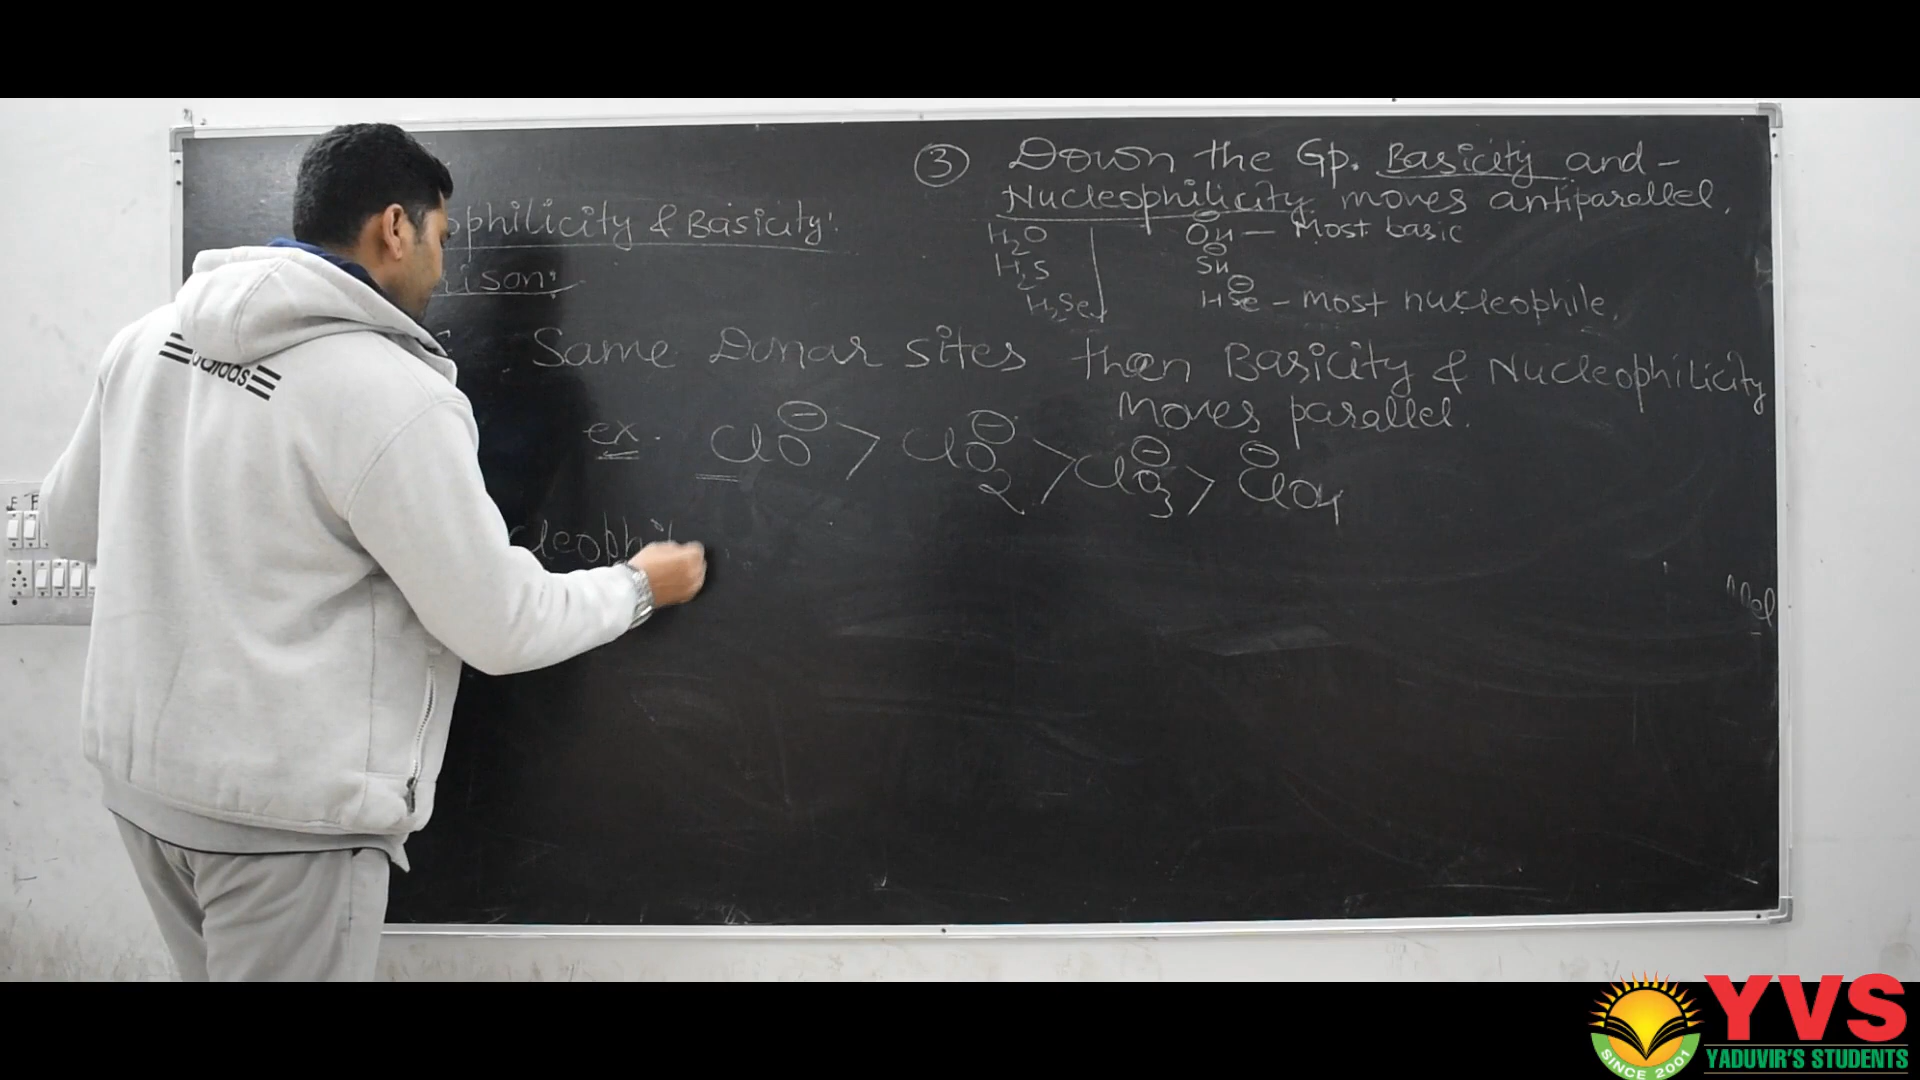 ophilicity & Basicity:
ison:
③ Down the Gp. Basicity and -
Nucleophilicity moves antiparallel.
H₂O OH⊖ — Most basic
H₂S SH⊖
H₂Se HSe⊖ - most nucleophile.
Same Donar sites then Basicity & Nucleophilicity
moves parallel.
ex. ClO⊖ > ClO₂⊖ > ClO₃⊖ > ClO₄⊖
cleophil
llel
adidas
YVS
YADUVIR'S STUDENTS
SINCE 2001